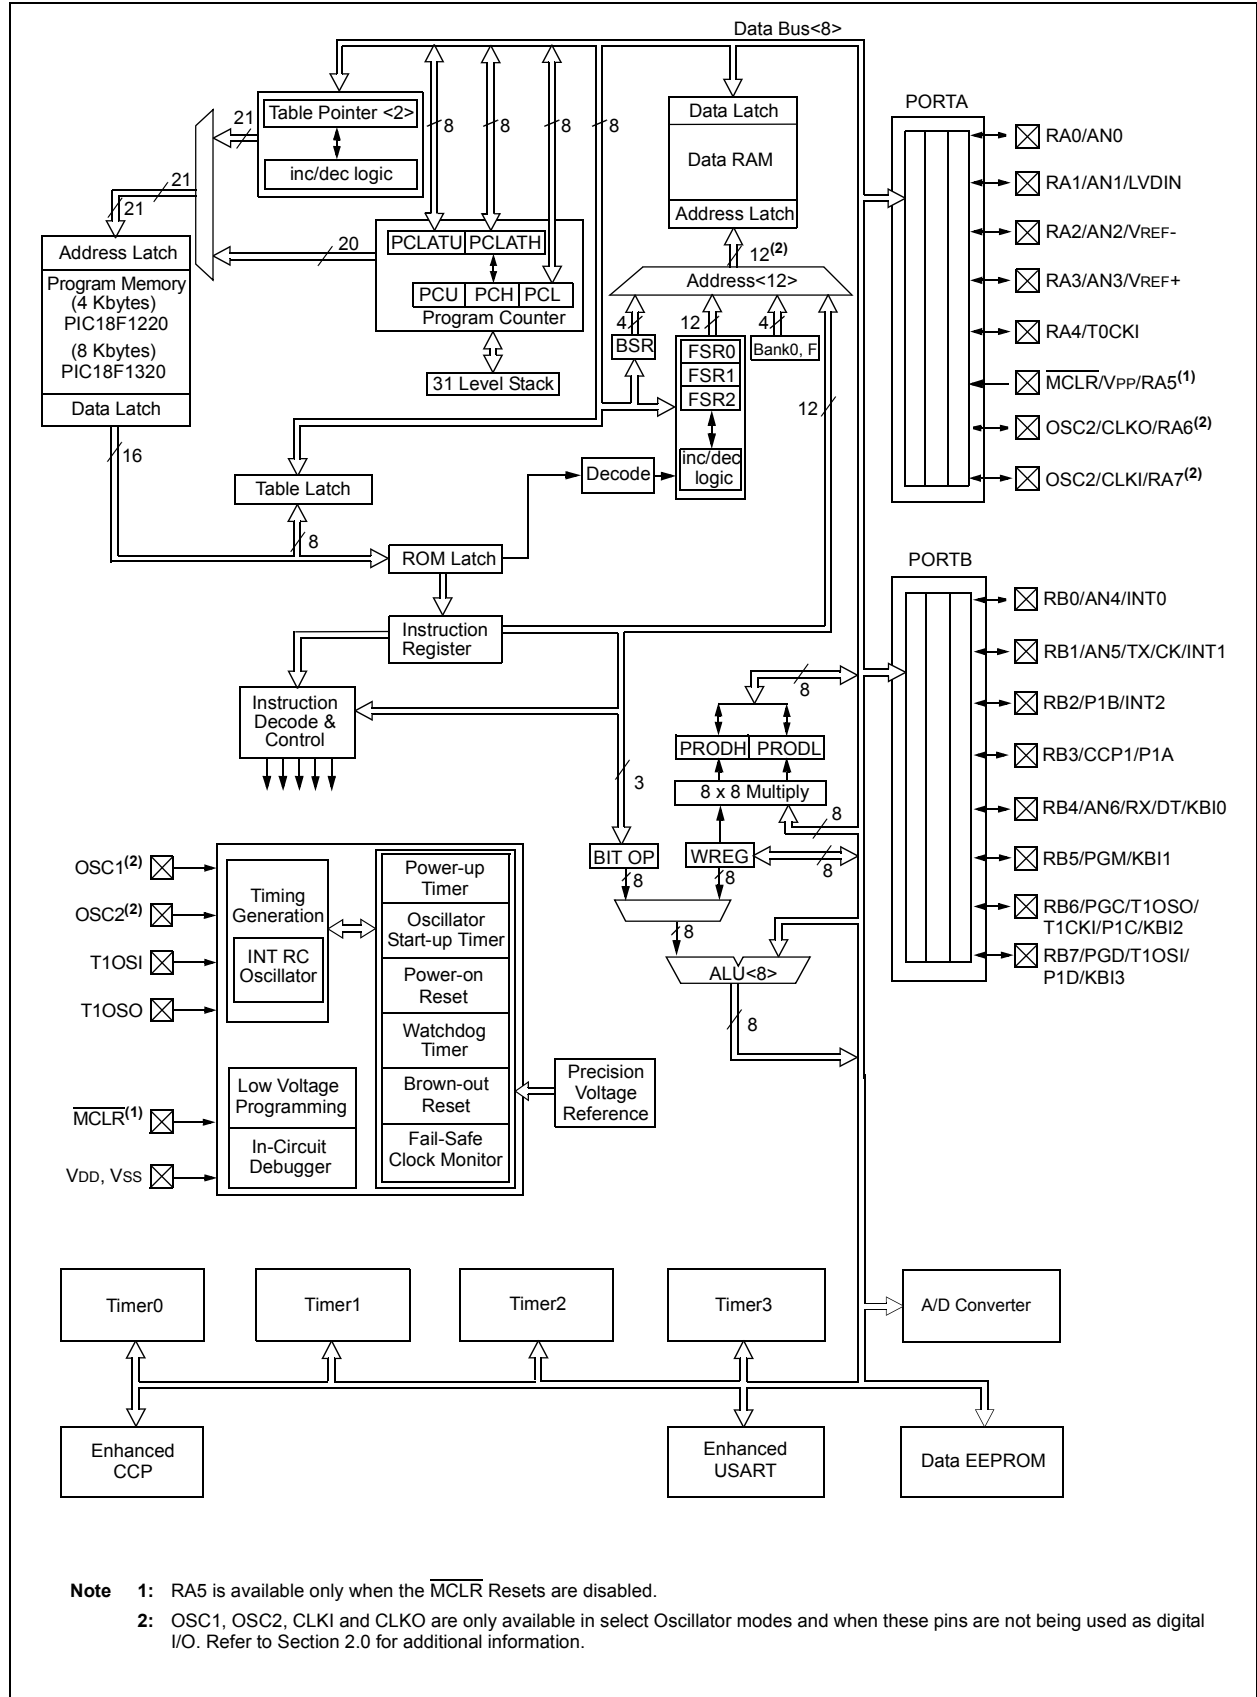 Data Bus<8>
Table Pointer <2>
inc/dec logic
21
8
8
8
8
21
21
20
PCLATU PCLATH
PCU PCH PCL
Program Counter
31 Level Stack
Address Latch
Program Memory
(4 Kbytes)
PIC18F1220
(8 Kbytes)
PIC18F1320
Data Latch
16
Data Latch
Data RAM
Address Latch
12(2)
Address<12>
4
12
4
BSR
FSR0
FSR1
FSR2
inc/dec
logic
Bank0, F
12
Table Latch
8
Decode
ROM Latch
Instruction
Register
Instruction
Decode &
Control
PORTA
RA0/AN0
RA1/AN1/LVDIN
RA2/AN2/VREF-
RA3/AN3/VREF+
RA4/T0CKI
MCLR/VPP/RA5(1)
OSC2/CLKO/RA6(2)
OSC2/CLKI/RA7(2)
PORTB
RB0/AN4/INT0
RB1/AN5/TX/CK/INT1
RB2/P1B/INT2
RB3/CCP1/P1A
RB4/AN6/RX/DT/KBI0
RB5/PGM/KBI1
RB6/PGC/T1OSO/
T1CKI/P1C/KBI2
RB7/PGD/T1OSI/
P1D/KBI3
8
PRODH PRODL
8 x 8 Multiply
3
8
BIT OP
WREG
8
8
8
8
ALU<8>
8
OSC1(2)
OSC2(2)
T1OSI
T1OSO
MCLR(1)
VDD, VSS
Timing
Generation
INT RC
Oscillator
Low Voltage
Programming
In-Circuit
Debugger
Power-up
Timer
Oscillator
Start-up Timer
Power-on
Reset
Watchdog
Timer
Brown-out
Reset
Fail-Safe
Clock Monitor
Precision
Voltage
Reference
Timer0
Timer1
Timer2
Timer3
A/D Converter
Enhanced
CCP
Enhanced
USART
Data EEPROM
Note 1: RA5 is available only when the MCLR Resets are disabled.
2: OSC1, OSC2, CLKI and CLKO are only available in select Oscillator modes and when these pins are not being used as digital
I/O. Refer to Section 2.0 for additional information.